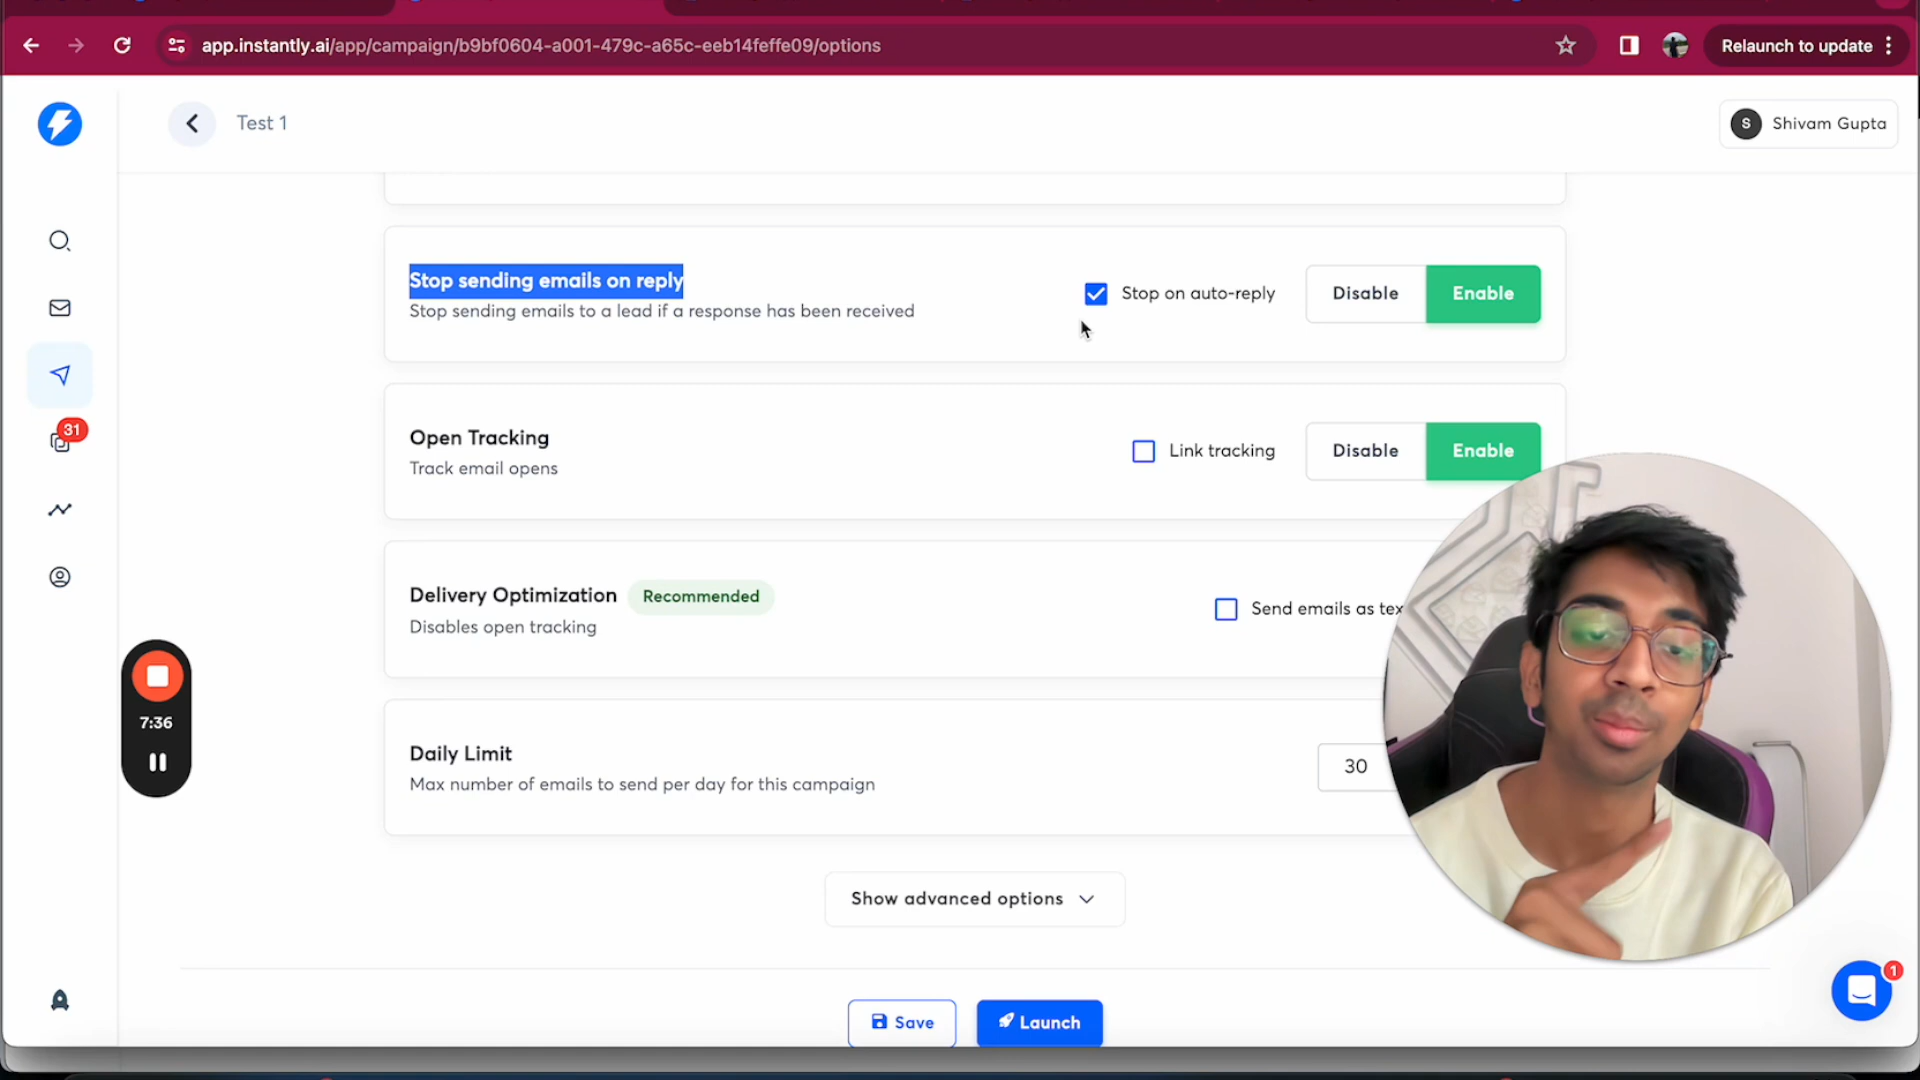 app.instantly.ai/app/campaign/b9bf0604-a001-479c-a65c-eeb14feffe09/options
Relaunch to update
Test 1
S
Shivam Gupta
Stop sending emails on reply
Stop sending emails to a lead if a response has been received
Stop on auto-reply
Disable
Enable
31
Open Tracking
Track email opens
Link tracking
Disable
Enable
Delivery Optimization
Recommended
Disables open tracking
Send emails as tex
7:36
Daily Limit
Max number of emails to send per day for this campaign
30
Show advanced options
1
Save
Launch